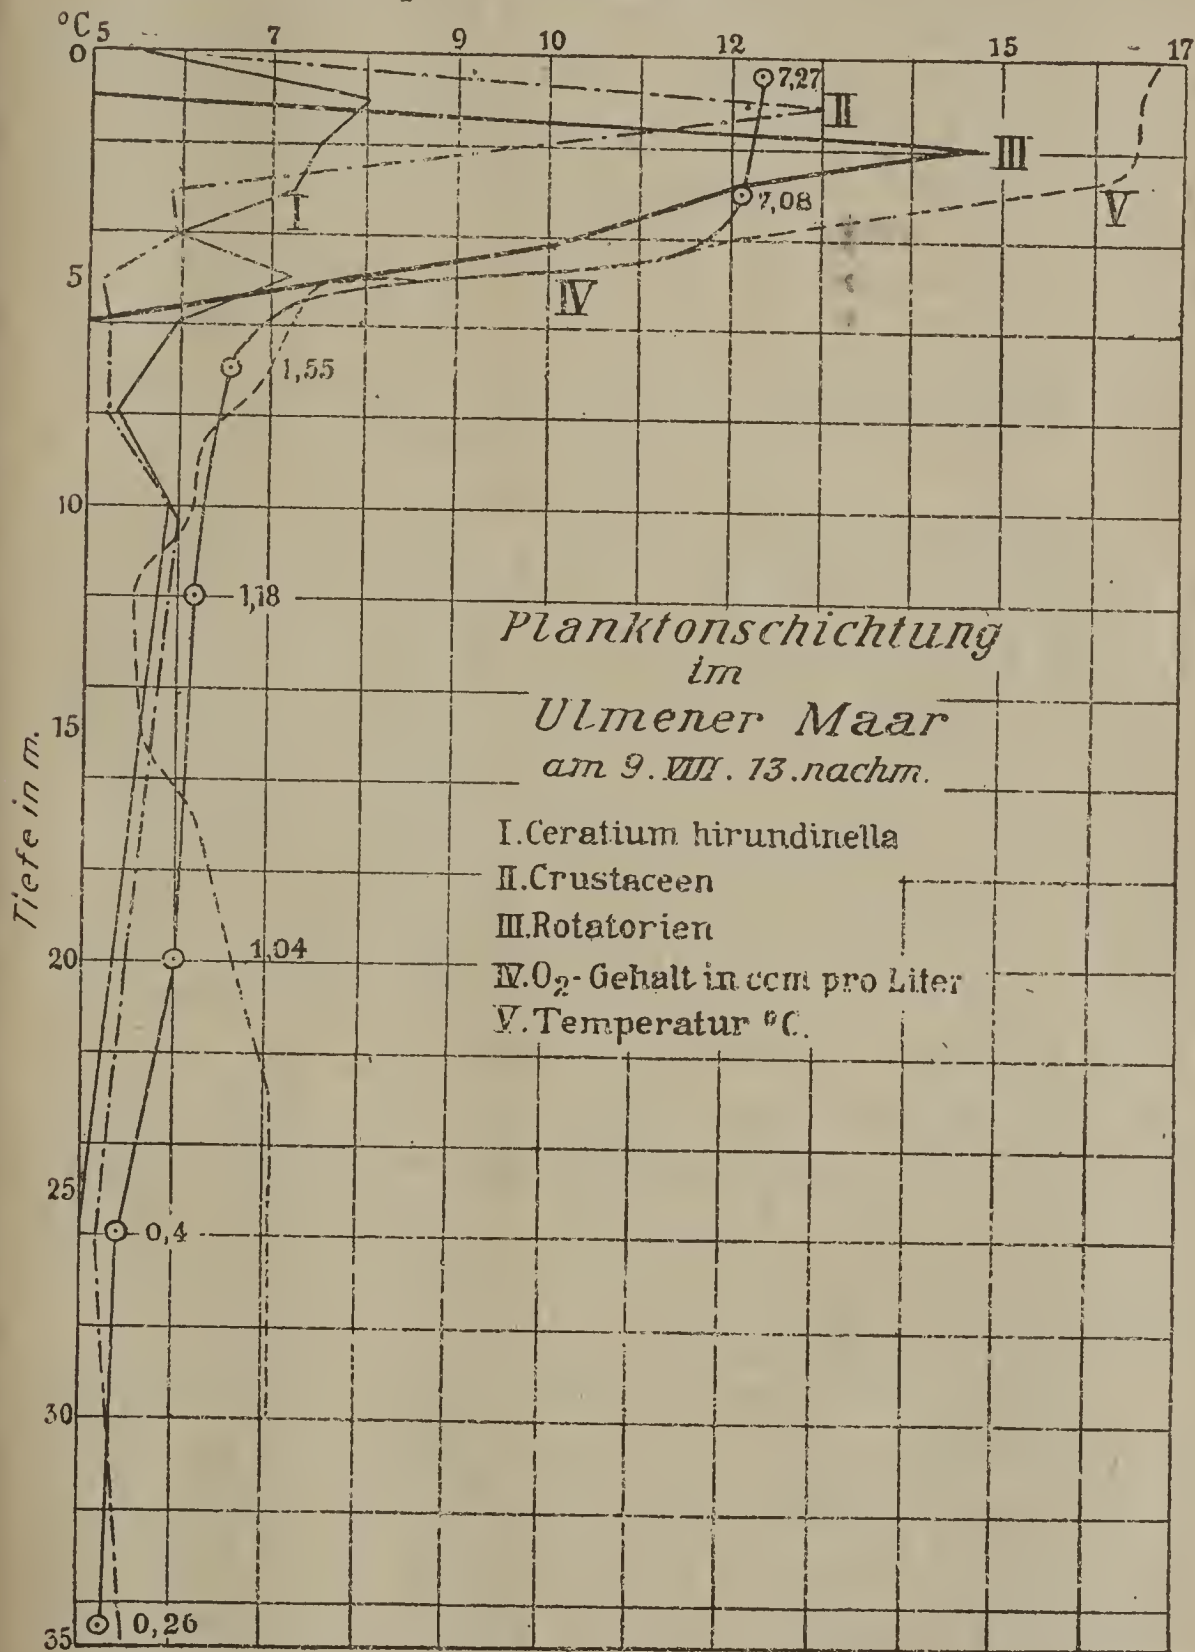 °C 5 7 9 10 12 15 17
0
7,27
II
III
I
7,08
V
5
IV
1,55
10
1,18
Planktonschichtung
im
Ulmener Maar
am 9. VIII. 13. nachm.
15
Tiefe in m.
I. Ceratium hirundinella
II. Crustaceen
III. Rotatorien
20
1,04
IV. O₂-Gehalt in ccm pro Liter
V. Temperatur °C.
25
0,4
30
0,26
35